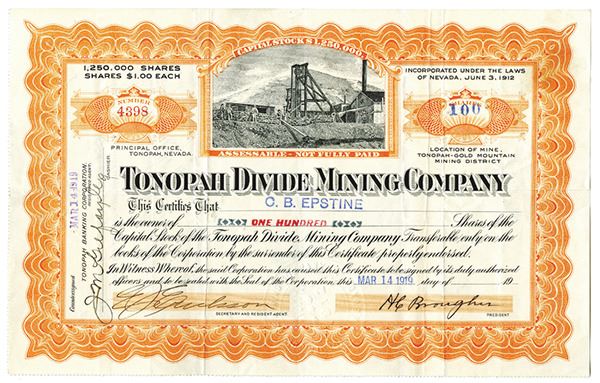 CAPITAL STOCK $1,250,000
1,250,000 SHARES
SHARES $1.00 EACH
INCORPORATED UNDER THE LAWS
OF NEVADA, JUNE 3, 1912
NUMBER
4398
SHARES
100
PRINCIPAL OFFICE,
TONOPAH, NEVADA.
LOCATION OF MINE,
TONOPAH-GOLD MOUNTAIN
MINING DISTRICT
ASSESSABLE - NOT FULLY PAID
TONOPAH DIVIDE MINING COMPANY
This Certifies That C. B. EPSTINE
is the owner of ONE HUNDRED Shares of the
Capital Stock of the Tonopah Divide Mining Company Transferable only on the
books of the Corporation by the surrender of this Certificate properly endorsed.
In Witness Whereof, the said Corporation has caused this Certificate to be signed by its duly authorized
officers and to be sealed with the Seal of the Corporation, this MAR 14 1919 day of 19
H C Brougher
SECRETARY AND RESIDENT AGENT
PRESIDENT
Countersigned
MAR 14 1919
TONOPAH BANKING CORPORATION,
CASHIER